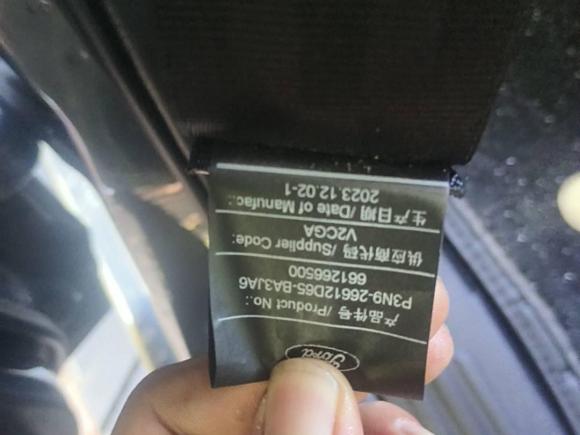 Ford
产品件号 /Product No.:
P3N9-26612D65-BA3JA6
661266500
供应商代码 /Supplier Code:
V2CGA
生产日期 /Date of Manufac.:
2023.12.02-1